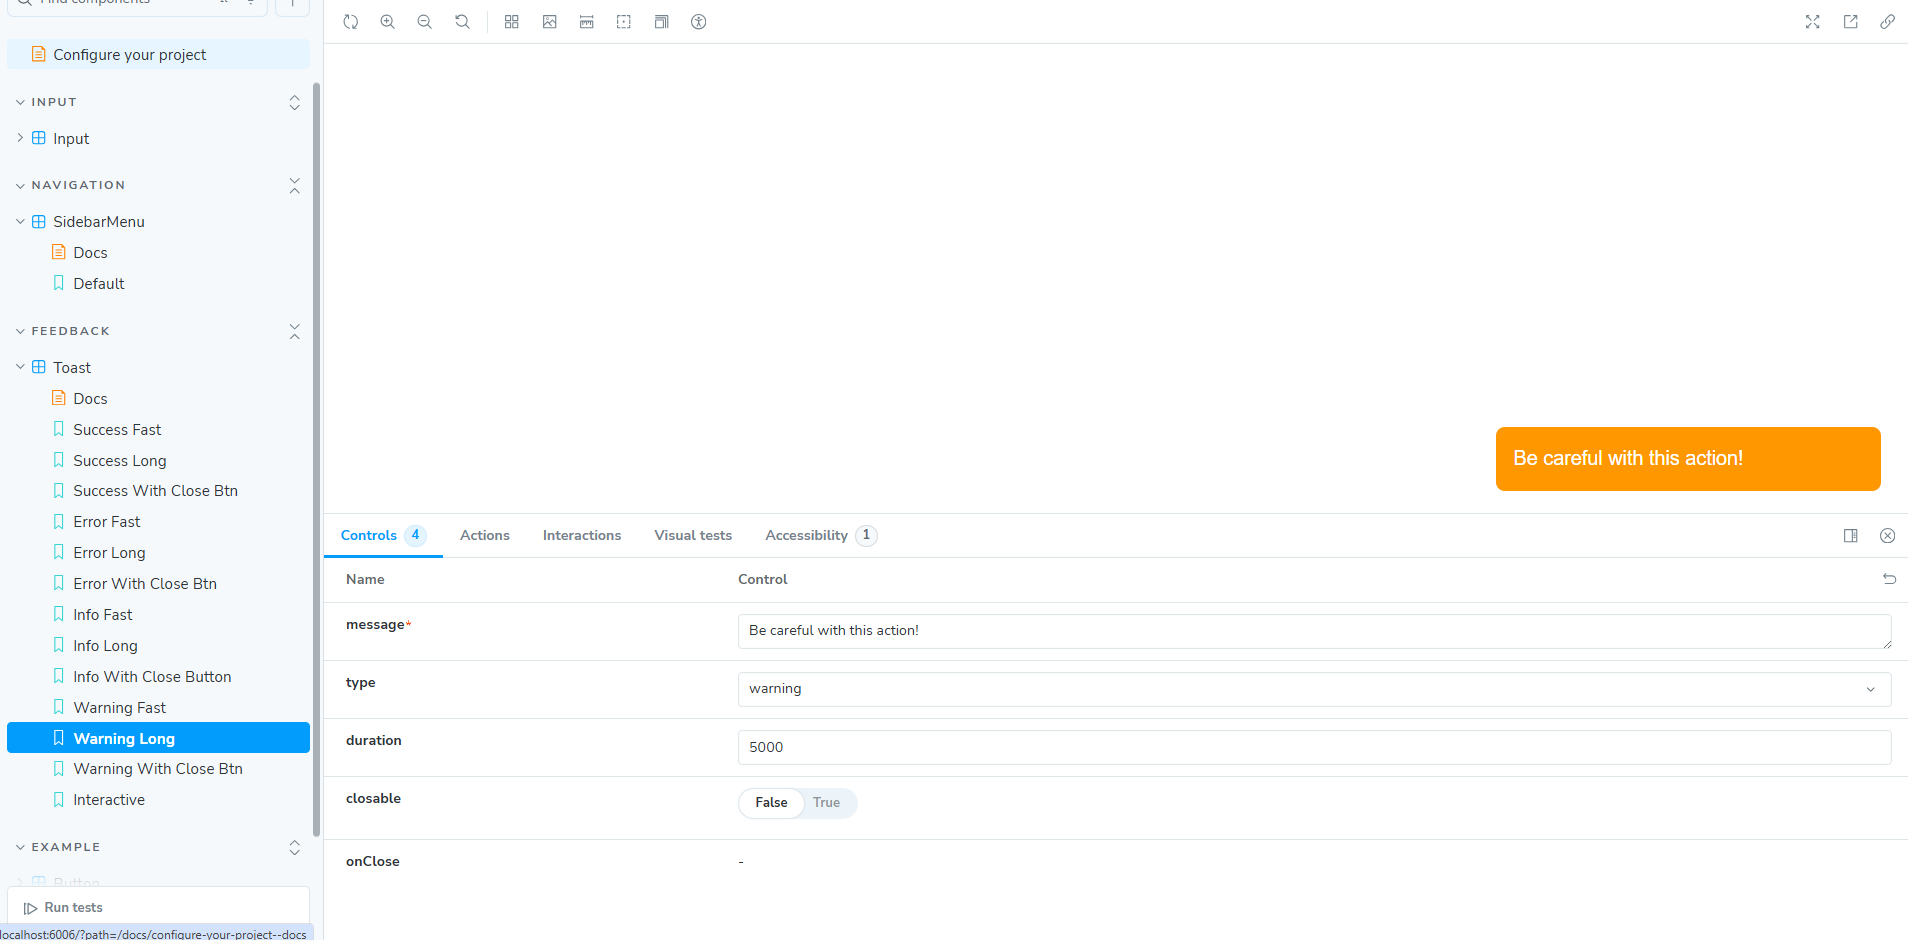 Find components
Configure your project
INPUT
Input
NAVIGATION
SidebarMenu
Docs
Default
FEEDBACK
Toast
Docs
Success Fast
Success Long
Success With Close Btn
Error Fast
Error Long
Error With Close Btn
Info Fast
Info Long
Info With Close Button
Warning Fast
Warning Long
Warning With Close Btn
Interactive
EXAMPLE
Button
Run tests
localhost:6006/?path=/docs/configure-your-project--docs
Be careful with this action!
Controls 4 Actions Interactions Visual tests Accessibility 1
Name Control
message* Be careful with this action!
type warning
duration 5000
closable False True
onClose -